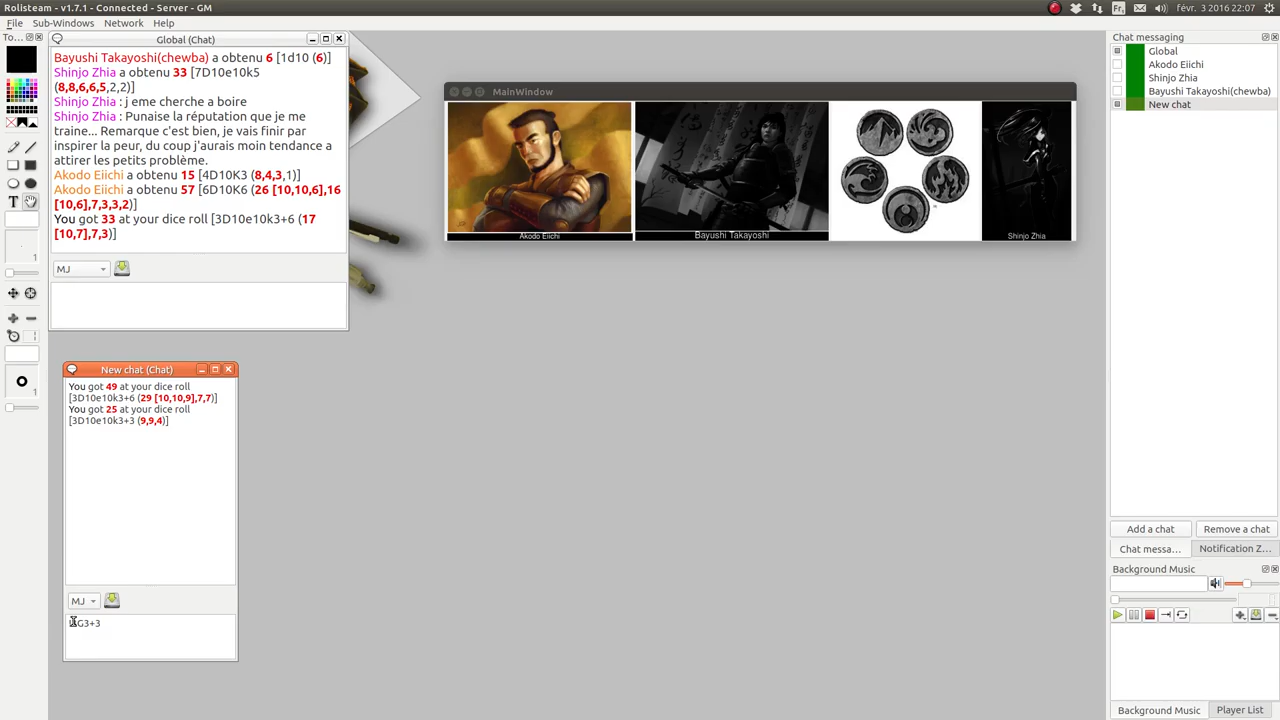 Rolisteam - v1.7.1 - Connected - Server - GM
Fr
févr. 3 2016 22:07
File Sub-Windows Network Help
To...
Global (Chat)
Bayushi Takayoshi(chewba) a obtenu 6 [1d10 (6)]
Shinjo Zhia a obtenu 33 [7D10e10k5
(8,8,6,6,5,2,2)]
Shinjo Zhia : j eme cherche a boire
Shinjo Zhia : Punaise la réputation que je me
traine... Remarque c'est bien, je vais finir par
inspirer la peur, du coup j'aurais moin tendance a
attirer les petits problème.
Akodo Eiichi a obtenu 15 [4D10K3 (8,4,3,1)]
Akodo Eiichi a obtenu 57 [6D10K6 (26 [10,10,6],16
[10,6],7,3,3,2)]
You got 33 at your dice roll [3D10e10k3+6 (17
[10,7],7,3)]
MJ
T
1
1
1
MainWindow
Akodo Eiichi
Bayushi Takayoshi
Shinjo Zhia
New chat (Chat)
You got 49 at your dice roll
[3D10e10k3+6 (29 [10,10,9],7,7)]
You got 25 at your dice roll
[3D10e10k3+3 (9,9,4)]
MJ
G3+3
Chat messaging
Global
Akodo Eiichi
Shinjo Zhia
Bayushi Takayoshi(chewba)
New chat
Add a chat
Remove a chat
Chat messa...
Notification Z...
Background Music
Background Music
Player List